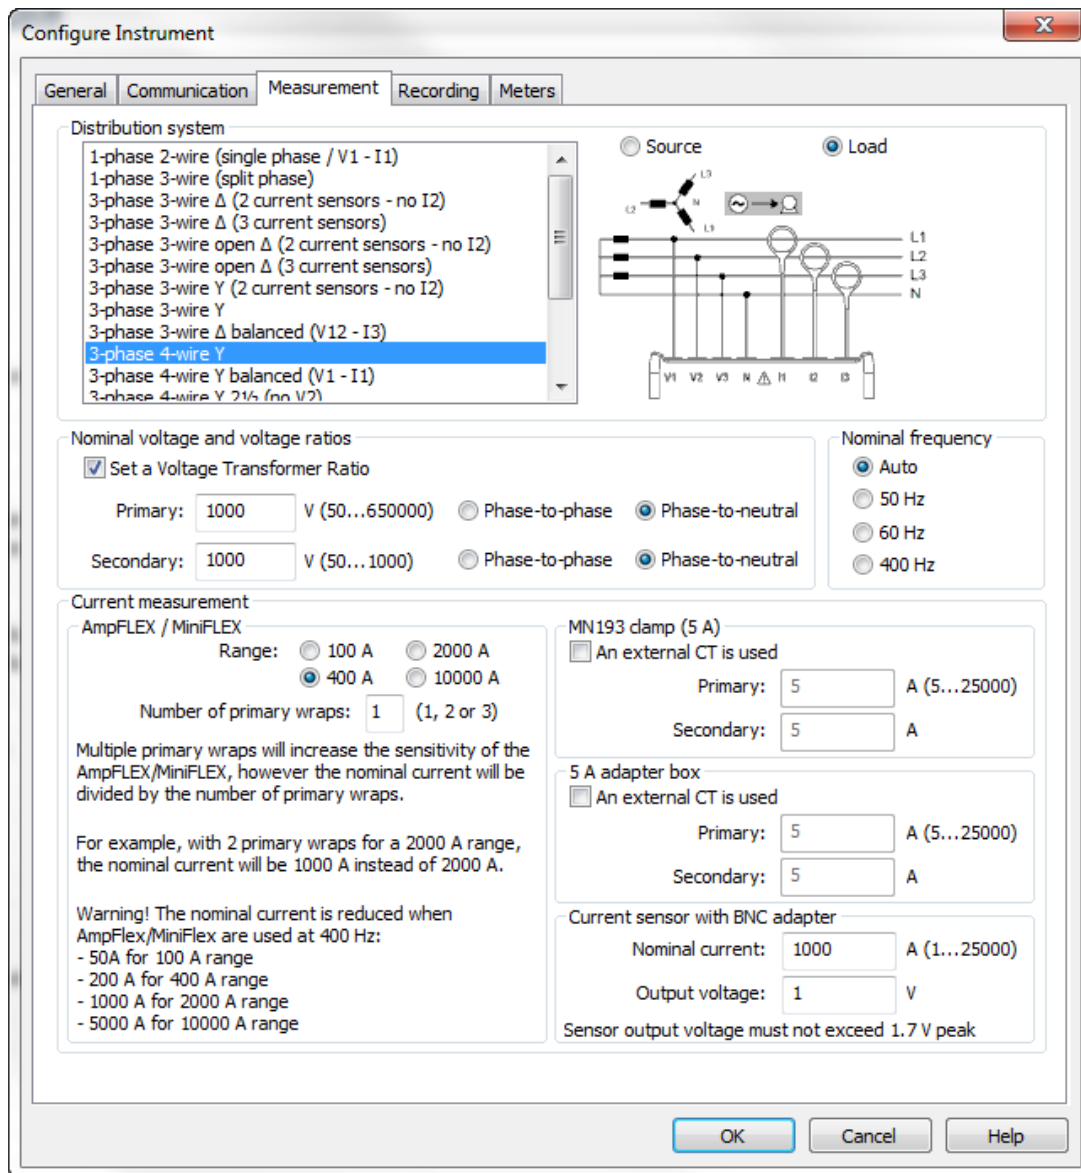 Configure Instrument
General Communication Measurement Recording Meters
Distribution system
1-phase 2-wire (single phase / V1 - I1)
1-phase 3-wire (split phase)
3-phase 3-wire Δ (2 current sensors - no I2)
3-phase 3-wire Δ (3 current sensors)
3-phase 3-wire open Δ (2 current sensors - no I2)
3-phase 3-wire open Δ (3 current sensors)
3-phase 3-wire Y (2 current sensors - no I2)
3-phase 3-wire Y
3-phase 3-wire Δ balanced (V12 - I3)
3-phase 4-wire Y
3-phase 4-wire Y balanced (V1 - I1)
3-phase 4-wire Y 2½ (no V2)
Source Load
L3
L2 N
L1
L1
L2
L3
N
V1 V2 V3 N I1 I2 I3
Nominal voltage and voltage ratios
Set a Voltage Transformer Ratio
Primary: 1000 V (50...650000) Phase-to-phase Phase-to-neutral
Secondary: 1000 V (50...1000) Phase-to-phase Phase-to-neutral
Nominal frequency
Auto
50 Hz
60 Hz
400 Hz
Current measurement
AmpFLEX / MiniFLEX
Range: 100 A 2000 A
400 A 10000 A
Number of primary wraps: 1 (1, 2 or 3)
Multiple primary wraps will increase the sensitivity of the
AmpFLEX/MiniFLEX, however the nominal current will be
divided by the number of primary wraps.
For example, with 2 primary wraps for a 2000 A range,
the nominal current will be 1000 A instead of 2000 A.
Warning! The nominal current is reduced when
AmpFlex/MiniFlex are used at 400 Hz:
- 50A for 100 A range
- 200 A for 400 A range
- 1000 A for 2000 A range
- 5000 A for 10000 A range
MN193 clamp (5 A)
An external CT is used
Primary: 5 A (5...25000)
Secondary: 5 A
5 A adapter box
An external CT is used
Primary: 5 A (5...25000)
Secondary: 5 A
Current sensor with BNC adapter
Nominal current: 1000 A (1...25000)
Output voltage: 1 V
Sensor output voltage must not exceed 1.7 V peak
OK Cancel Help